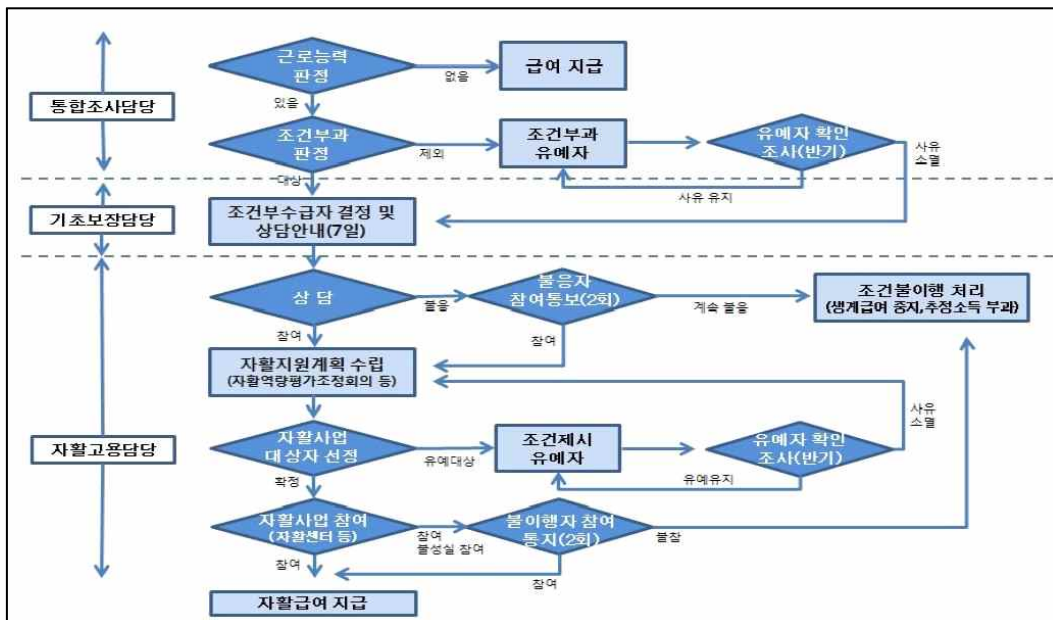 근로능력
판정
없음
급여 지급
있음
통합조사담당
조건부과
판정
제외
조건부과
유예자
유예자 확인
조사(반기)
사유
소멸
대상
사유 유지
기초보장담당
조건부수급자 결정 및
상담안내(7일)
상 담
불응
불응자
참여통보(2회)
계속 불응
조건불이행 처리
(생계급여 중지,추정소득 부과)
참여
참여
자활지원계획 수립
(자활역량평가조정회의 등)
사유
소멸
자활고용담당
자활사업
대상자 선정
유예대상
조건제시
유예자
유예자 확인
조사(반기)
확정
유예유지
자활사업 참여
(자활센터 등)
참여
불성실 참여
불이행자 참여
통지(2회)
불참
참여
참여
자활급여 지급